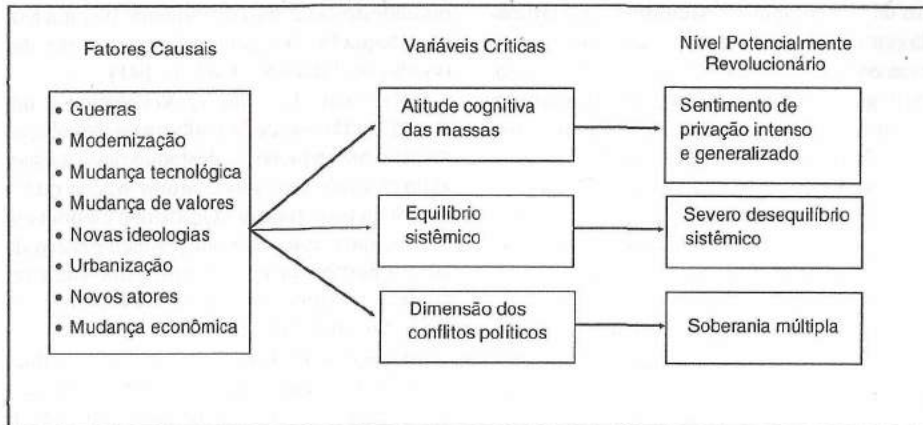 Fatores Causais
• Guerras
• Modernização
• Mudança tecnológica
• Mudança de valores
• Novas ideologias
• Urbanização
• Novos atores
• Mudança econômica
Variáveis Críticas
Atitude cognitiva
das massas
Equilíbrio
sistêmico
Dimensão dos
conflitos políticos
Nível Potencialmente
Revolucionário
Sentimento de
privação intenso
e generalizado
Severo desequilíbrio
sistêmico
Soberania múltipla